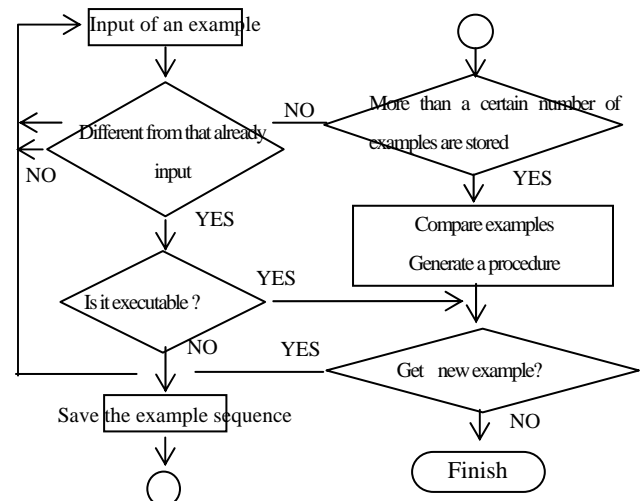 Input of an example
Different from that already
input
NO
YES
Is it executable ?
YES
NO
Save the example sequence
More than a certain number of
examples are stored
NO
YES
Compare examples
Generate a procedure
Get new example?
YES
NO
Finish